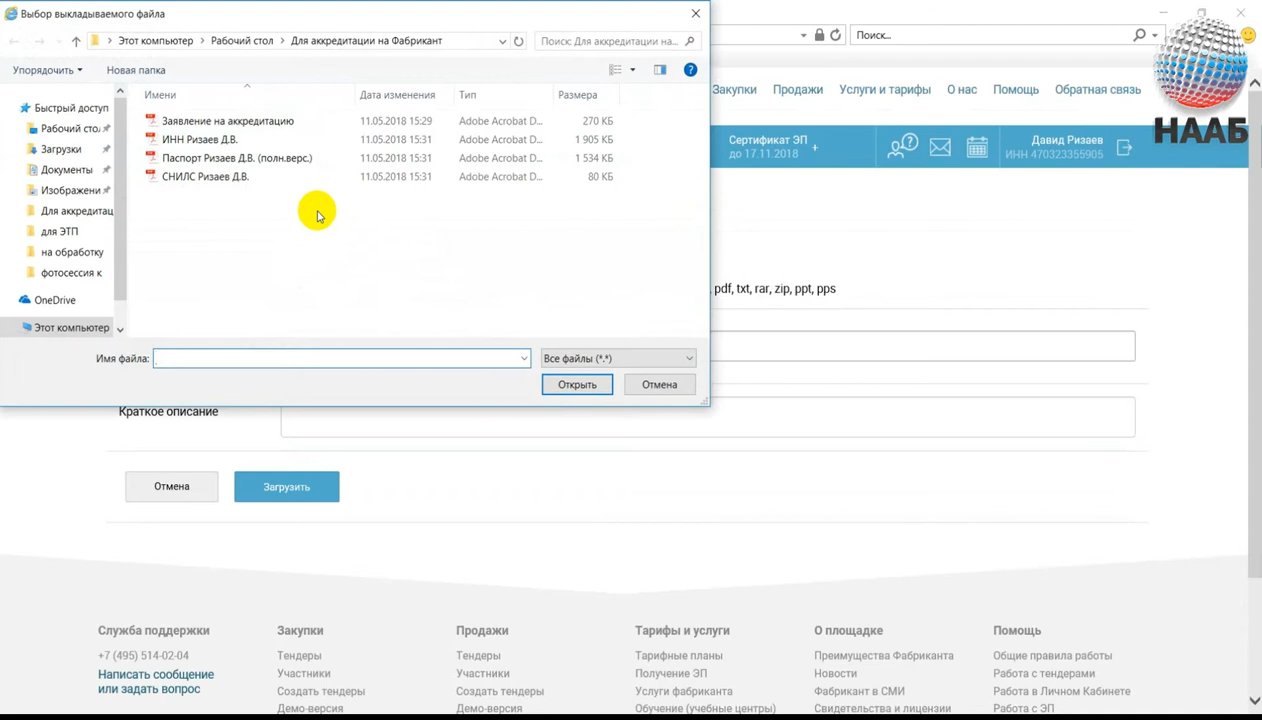 Выбор выкладываемого файла
Этот компьютер > Рабочий стол > Для аккредитации на Фабрикант
Поиск: Для аккредитации на...
Поиск...
Упорядочить
Новая папка
Имени
Дата изменения
Тип
Размера
Быстрый доступ
Рабочий стол
Загрузки
Документы
Изображени
Для аккредитац
для ЭТП
на обработку
фотосессия к
OneDrive
Этот компьютер
Заявление на аккредитацию 11.05.2018 15:29 Adobe Acrobat D... 270 КБ
ИНН Ризаев Д.В. 11.05.2018 15:31 Adobe Acrobat D... 1 905 КБ
Паспорт Ризаев Д.В. (полн.верс.) 11.05.2018 15:31 Adobe Acrobat D... 1 534 КБ
СНИЛС Ризаев Д.В. 11.05.2018 15:31 Adobe Acrobat D... 80 КБ
Имя файла:
Все файлы (*.*)
Открыть
Отмена
НААБ
Закупки
Продажи
Услуги и тарифы
О нас
Помощь
Обратная связь
Сертификат ЭП
до 17.11.2018
+
Давид Ризаев
ИНН 470323355905
, pdf, txt, rar, zip, ppt, pps
Краткое описание
Отмена
Загрузить
Служба поддержки
+7 (495) 514-02-04
Написать сообщение
или задать вопрос
Закупки
Тендеры
Участники
Создать тендеры
Демо-версия
Продажи
Тендеры
Участники
Создать тендеры
Демо-версия
Тарифы и услуги
Тарифные планы
Получение ЭП
Услуги фабриканта
Обучение (учебные центры)
О площадке
Преимущества Фабриканта
Новости
Фабрикант в СМИ
Свидетельства и лицензии
Помощь
Общие правила работы
Работа с тендерами
Работа в Личном Кабинете
Работа с ЭП